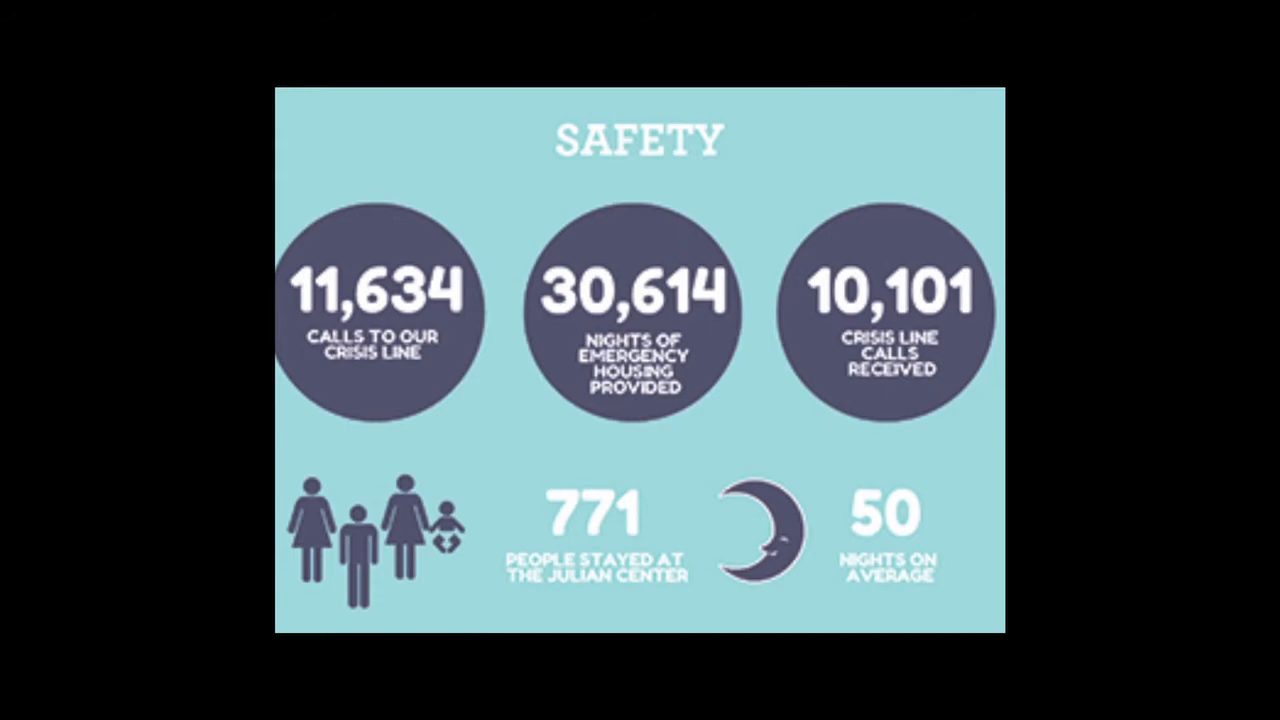 SAFETY
11,634
CALLS TO OUR
CRISIS LINE
30,614
NIGHTS OF
EMERGENCY
HOUSING
PROVIDED
10,101
CRISIS LINE
CALLS
RECEIVED
771
PEOPLE STAYED AT
THE JULIAN CENTER
50
NIGHTS ON
AVERAGE